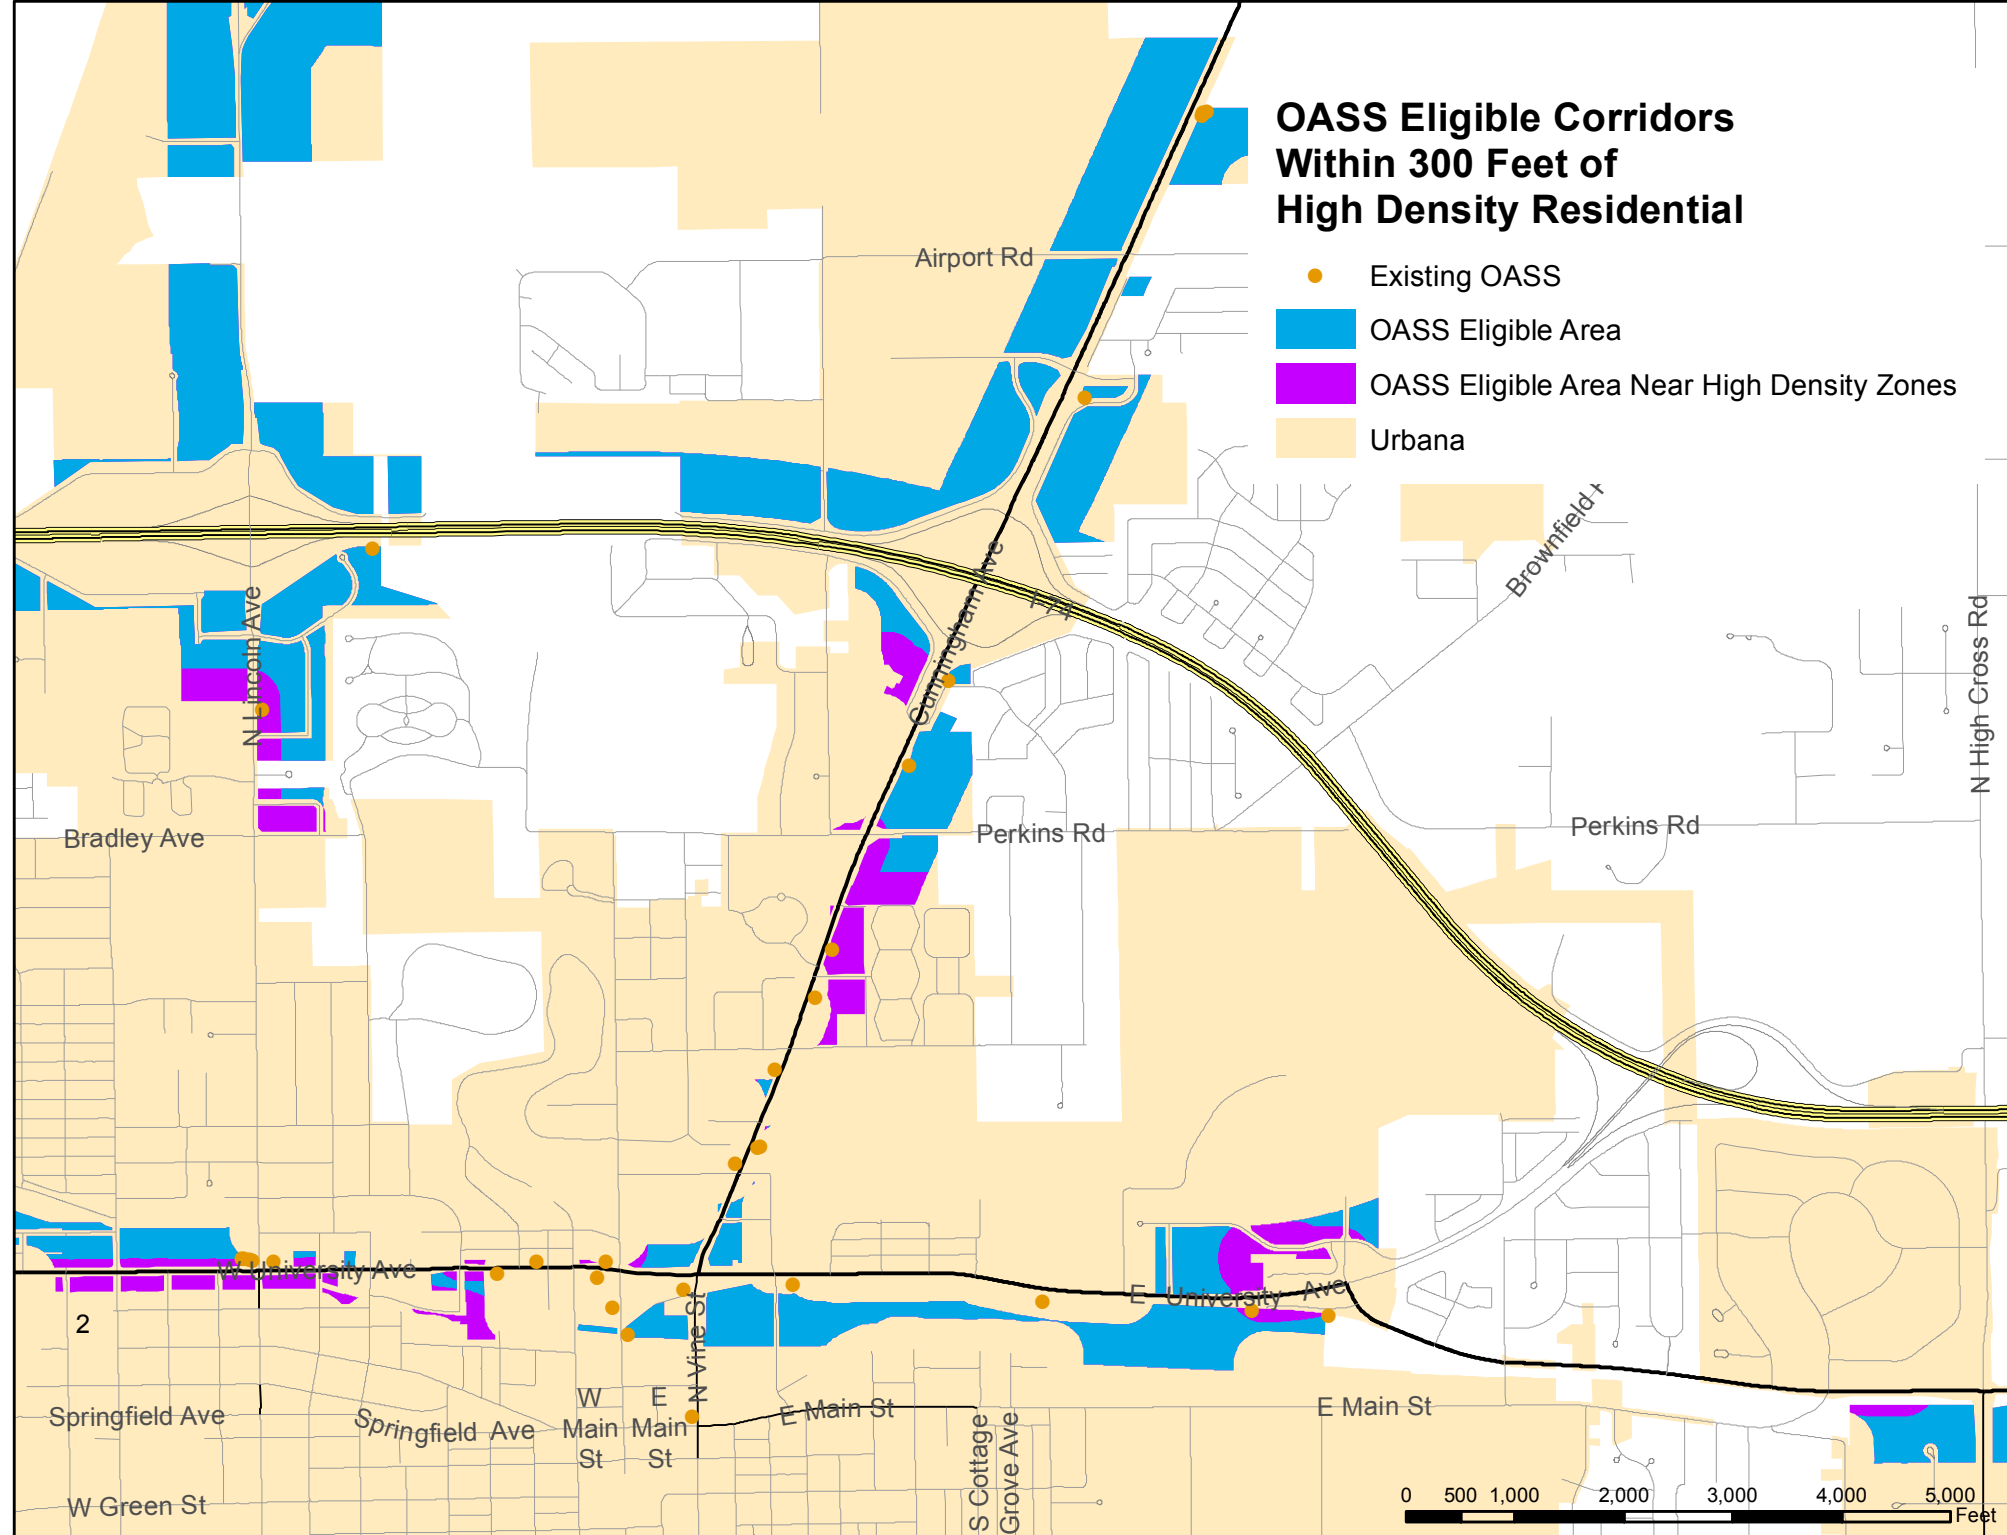 OASS Eligible Corridors
Within 300 Feet of
High Density Residential
Existing OASS
OASS Eligible Area
OASS Eligible Area Near High Density Zones
Urbana
Airport Rd
Brownfield
Cunningham Ave
I-74
N Lincoln Ave
N High Cross Rd
Bradley Ave
Perkins Rd
Perkins Rd
W University Ave
E University Ave
2
N Vine St
Springfield Ave
Springfield Ave
W
Main
St
E
Main
St
E Main St
E Main St
S Cottage
Grove Ave
W Green St
0 500 1,000 2,000 3,000 4,000 5,000
Feet